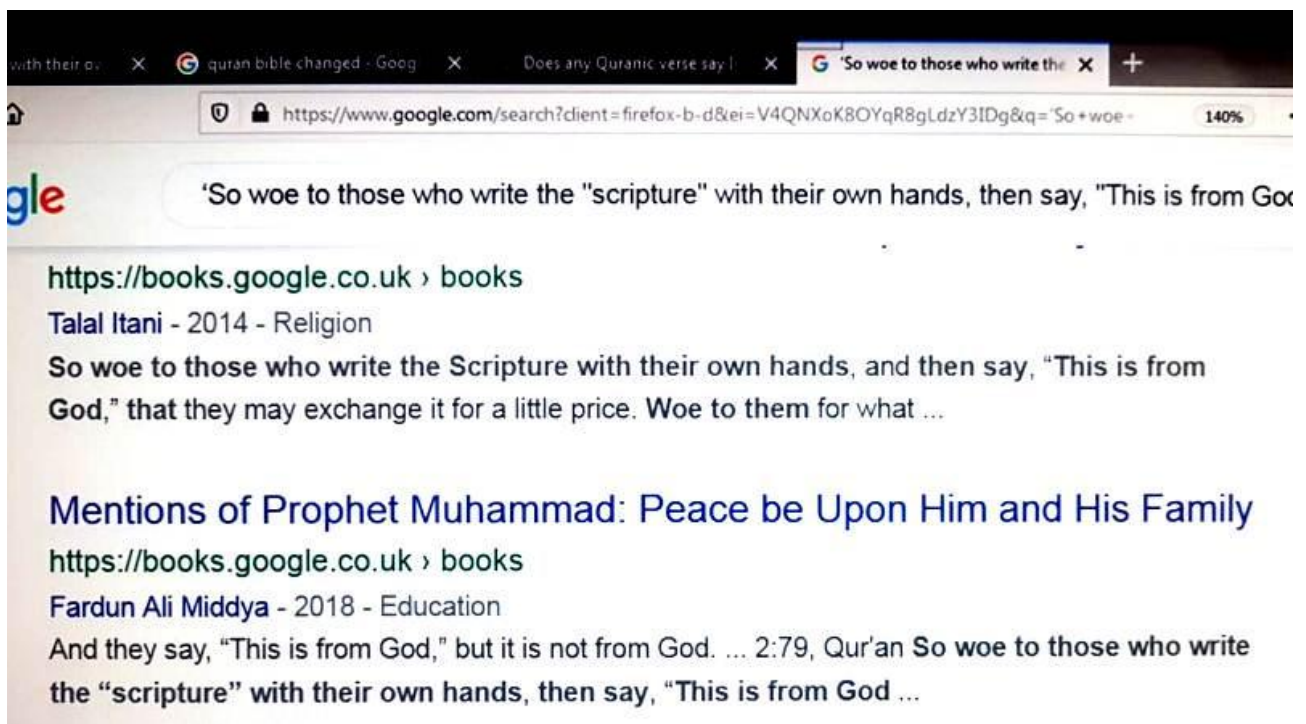 with their o
quran bible changed - Goog
Does any Quranic verse say
'So woe to those who write the
https://www.google.com/search?client=firefox-b-d&ei=V4QNXoK8OYqR8gLdzY3IDg&q='So+woe
140%
gle
‘So woe to those who write the "scripture" with their own hands, then say, "This is from God
https://books.google.co.uk › books
Talal Itani - 2014 - Religion
So woe to those who write the Scripture with their own hands, and then say, “This is from
God,” that they may exchange it for a little price. Woe to them for what ...
Mentions of Prophet Muhammad: Peace be Upon Him and His Family
https://books.google.co.uk › books
Fardun Ali Middya - 2018 - Education
And they say, “This is from God,” but it is not from God. ... 2:79, Qur'an So woe to those who write
the “scripture” with their own hands, then say, “This is from God ...